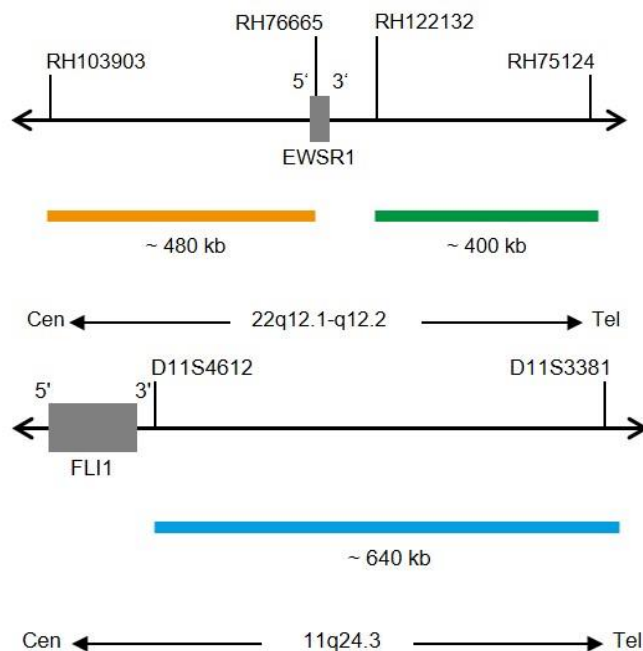 RH76665 RH122132
RH103903 RH75124
5‘ 3‘
EWSR1
~ 480 kb ~ 400 kb
Cen 22q12.1-q12.2 Tel
D11S4612 D11S3381
5' 3'
FLI1
~ 640 kb
Cen 11q24.3 Tel